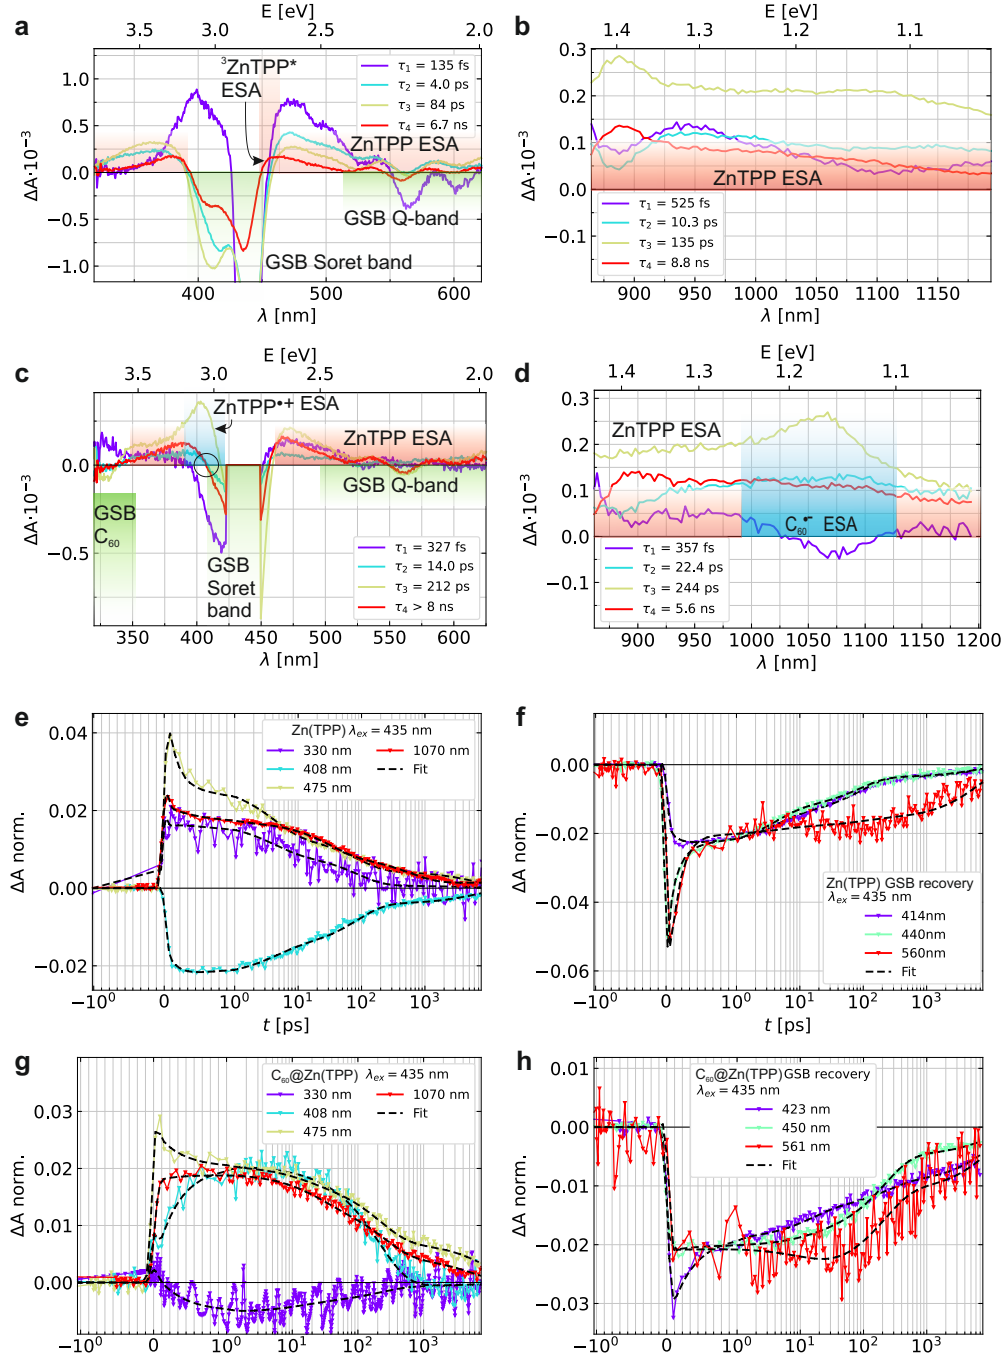 a
E [eV]
3.5 3.0 2.5 2.0
³ZnTPP*
ESA
τ₁ = 135 fs
τ₂ = 4.0 ps
τ₃ = 84 ps
τ₄ = 6.7 ns
ZnTPP ESA
GSB Q-band
GSB Soret band
1.0
0.5
0.0
−0.5
−1.0
ΔA·10⁻³
400 500 600
λ [nm]
b
E [eV]
1.4 1.3 1.2 1.1
0.3
0.2
0.1
0.0
−0.1
ΔA·10⁻³
ZnTPP ESA
τ₁ = 525 fs
τ₂ = 10.3 ps
τ₃ = 135 ps
τ₄ = 8.8 ns
900 950 1000 1050 1100 1150
λ [nm]
c
E [eV]
3.5 3.0 2.5 2.0
ZnTPP•+ ESA
ZnTPP ESA
GSB Q-band
GSB
C₆₀
GSB
Soret
band
0.0
−0.5
ΔA·10⁻³
τ₁ = 327 fs
τ₂ = 14.0 ps
τ₃ = 212 ps
τ₄ > 8 ns
350 400 450 500 550 600
λ [nm]
d
E [eV]
1.4 1.3 1.2 1.1
ZnTPP ESA
C₆₀•− ESA
0.3
0.2
0.1
0.0
−0.1
ΔA·10⁻³
τ₁ = 357 fs
τ₂ = 22.4 ps
τ₃ = 244 ps
τ₄ = 5.6 ns
900 950 1000 1050 1100 1150 1200
λ [nm]
e
Zn(TPP) λex = 435 nm
330 nm 1070 nm
408 nm Fit
475 nm
0.04
0.02
0.00
−0.02
ΔA norm.
−10⁰ 0 10⁰ 10¹ 10² 10³
t [ps]
f
0.00
−0.02
−0.04
−0.06
ΔA norm.
Zn(TPP) GSB recovery
λex = 435 nm
414nm
440nm
560nm
Fit
−10⁰ 0 10⁰ 10¹ 10² 10³
t [ps]
g
C₆₀@Zn(TPP) λex = 435 nm
330 nm 1070 nm
408 nm Fit
475 nm
0.03
0.02
0.01
0.00
ΔA norm.
−10⁰ 0 10⁰ 10¹ 10² 10³
h
C₆₀@Zn(TPP) GSB recovery
λex = 435 nm
423 nm
450 nm
561 nm
Fit
0.00
−0.01
−0.02
−0.03
ΔA norm.
−10⁰ 0 10⁰ 10¹ 10² 10³